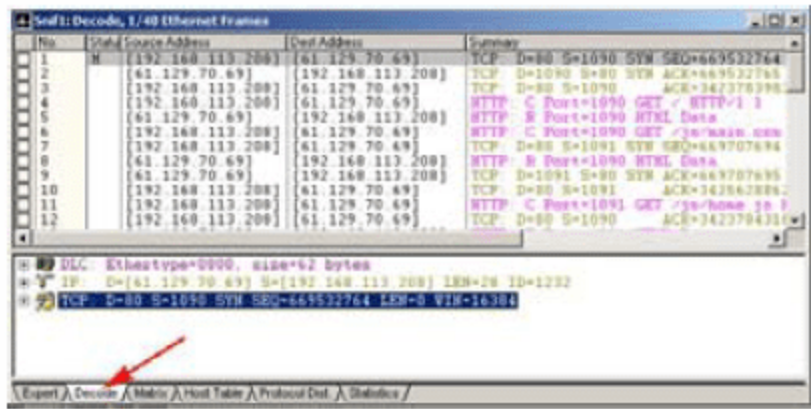 Snif1: Decode, 1/40 Ethernet Frames
No. Status Source Address Dest Address Summary
1 M [192.168.113.208] [61.129.70.69] TCP: D=80 S=1090 SYN SEQ=669532764
2 [61.129.70.69] [192.168.113.208] TCP: D=1090 S=80 SYN ACK=669532765
3 [192.168.113.208] [61.129.70.69] TCP: D=80 S=1090 ACK=3423783983
4 [192.168.113.208] [61.129.70.69] HTTP: C Port=1090 GET / HTTP/1.1
5 [61.129.70.69] [192.168.113.208] HTTP: R Port=1090 HTML Data
6 [192.168.113.208] [61.129.70.69] HTTP: C Port=1090 GET
7 [192.168.113.208] [61.129.70.69] TCP: D=80 S=1091 SYN SEQ=669707694
8 [61.129.70.69] [192.168.113.208] HTTP: R Port=1090 HTML Data
9 [61.129.70.69] [192.168.113.208] TCP: D=1091 S=80 SYN ACK=669707695
10 [192.168.113.208] [61.129.70.69] TCP: D=80 S=1091
11 [192.168.113.208] [61.129.70.69] HTTP: C Port=1091 GET
12 [192.168.113.208] [61.129.70.69] TCP: D=80 S=1090
DLC: Ethertype=0800, size=62 bytes
IP: D=[61.129.70.69] S=[192.168.113.208] LEN=28 ID=1232
TCP: D=80 S=1090 SYN SEQ=669532764 LEN=0 WIN=16384
Expert Decode Matrix Host Table Protocol Dist. Statistics